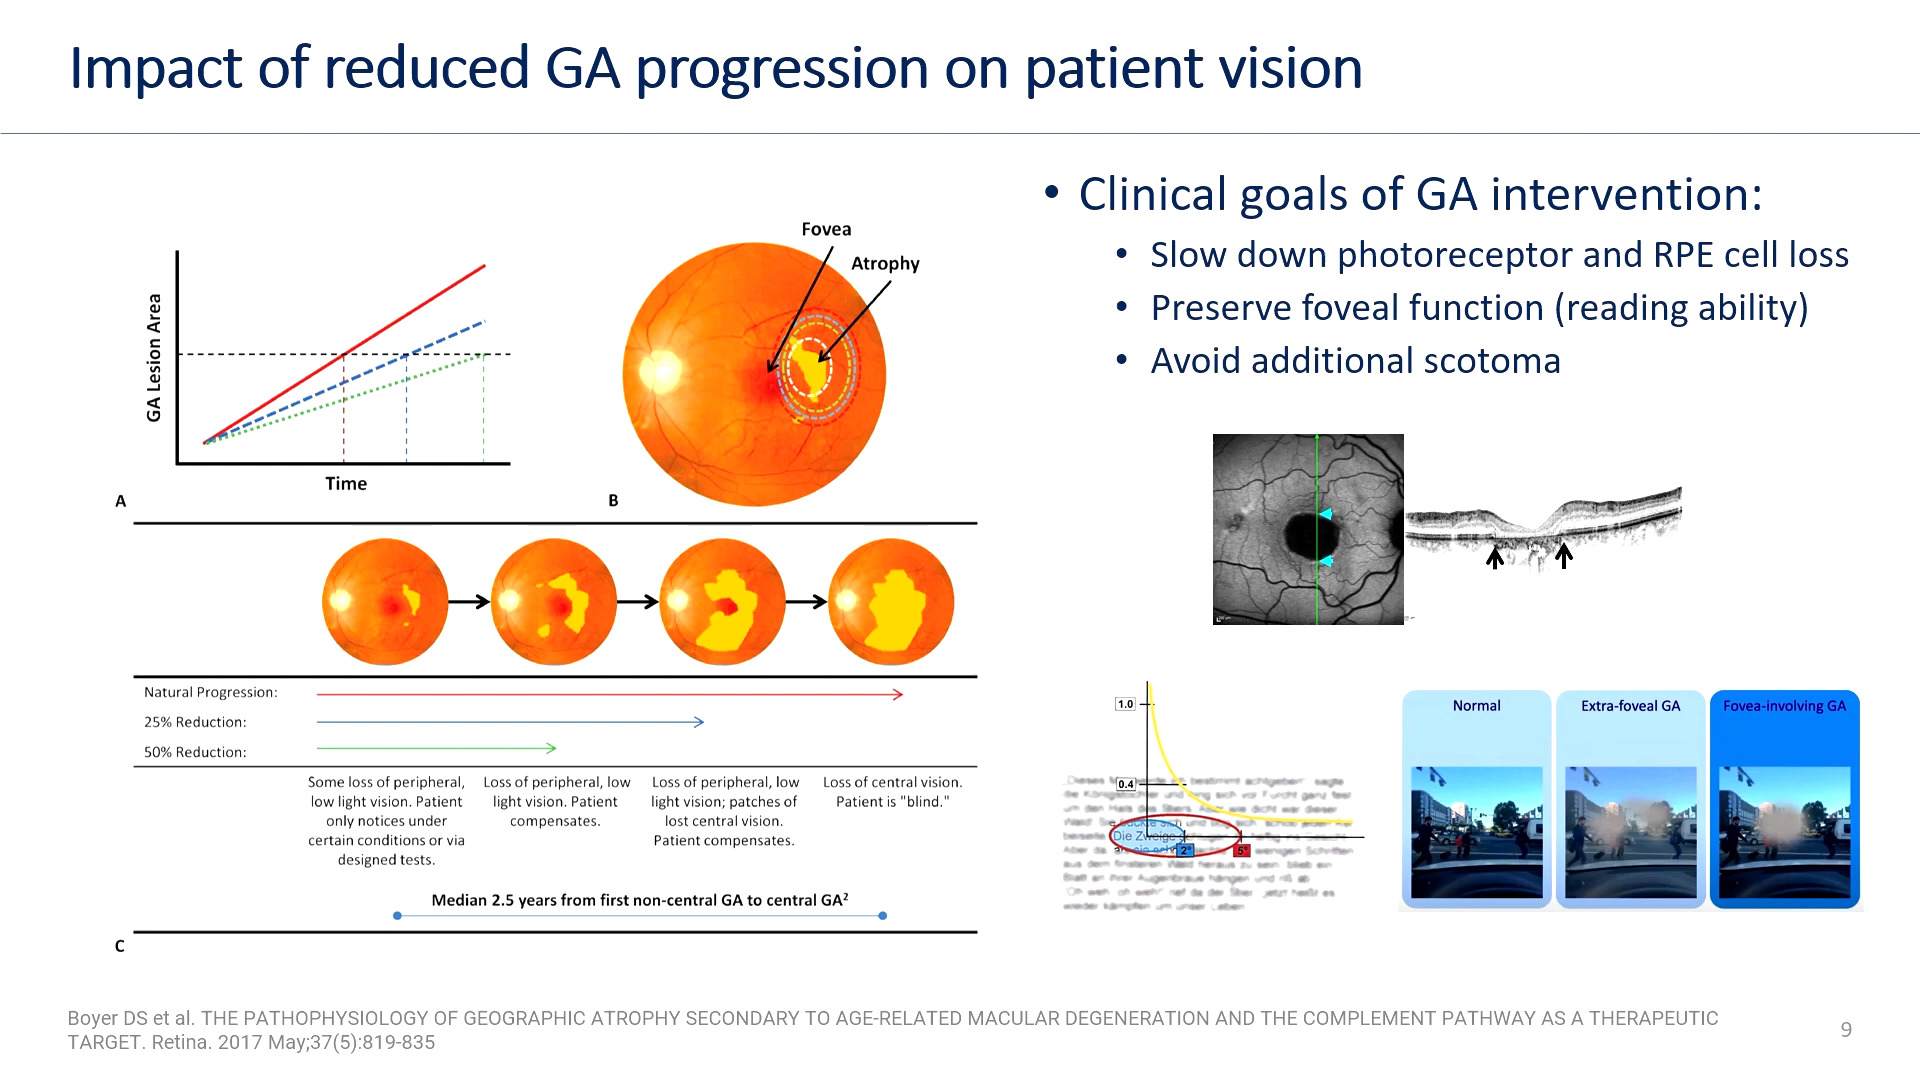 Impact of reduced GA progression on patient vision
GA Lesion Area
Time
A
Fovea
Atrophy
B
Natural Progression:
25% Reduction:
50% Reduction:
Some loss of peripheral,
low light vision. Patient
only notices under
certain conditions or via
designed tests.
Loss of peripheral, low
light vision. Patient
compensates.
Loss of peripheral, low
light vision; patches of
lost central vision.
Patient compensates.
Loss of central vision.
Patient is "blind."
Median 2.5 years from first non-central GA to central GA²
C
• Clinical goals of GA intervention:
• Slow down photoreceptor and RPE cell loss
• Preserve foveal function (reading ability)
• Avoid additional scotoma
1.0
0.4
Die Zweige
2°
5°
Normal
Extra-foveal GA
Fovea-involving GA
Boyer DS et al. THE PATHOPHYSIOLOGY OF GEOGRAPHIC ATROPHY SECONDARY TO AGE-RELATED MACULAR DEGENERATION AND THE COMPLEMENT PATHWAY AS A THERAPEUTIC
TARGET. Retina. 2017 May;37(5):819-835
9